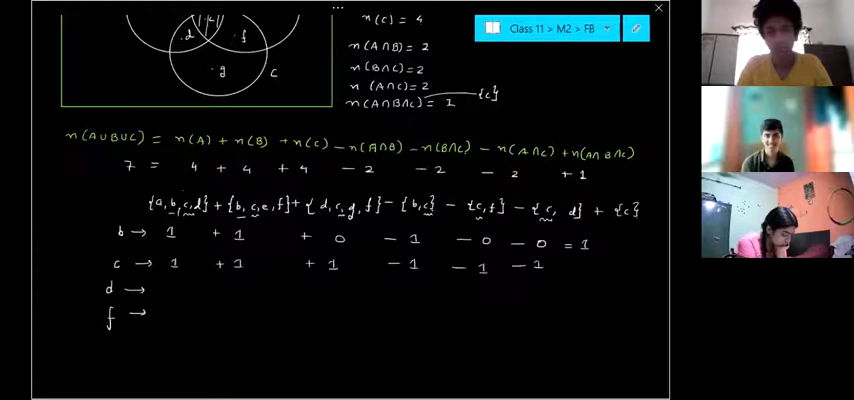 c
d
f
g
C
n(C) = 4
n(A∩B) = 2
n(B∩C) = 2
n (A∩C) = 2
n(A∩B∩C) = 1
{c}
Class 11 > M2 > FB
n(A∪B∪C) = n(A) + n(B) + n(C) − n(A∩B) − n(B∩C) − n(A∩C) + n(A∩B∩C)
7 = 4 + 4 + 4 − 2 − 2 − 2 + 1
{a, b, c, d} + {b, c, e, f} + { d, c, g, f } − { b, c} − {c, f} − { c, d} + {c}
b → 1 + 1 + 0 − 1 − 0 − 0 = 1
c → 1 + 1 + 1 − 1 − 1 − 1
d →
f →